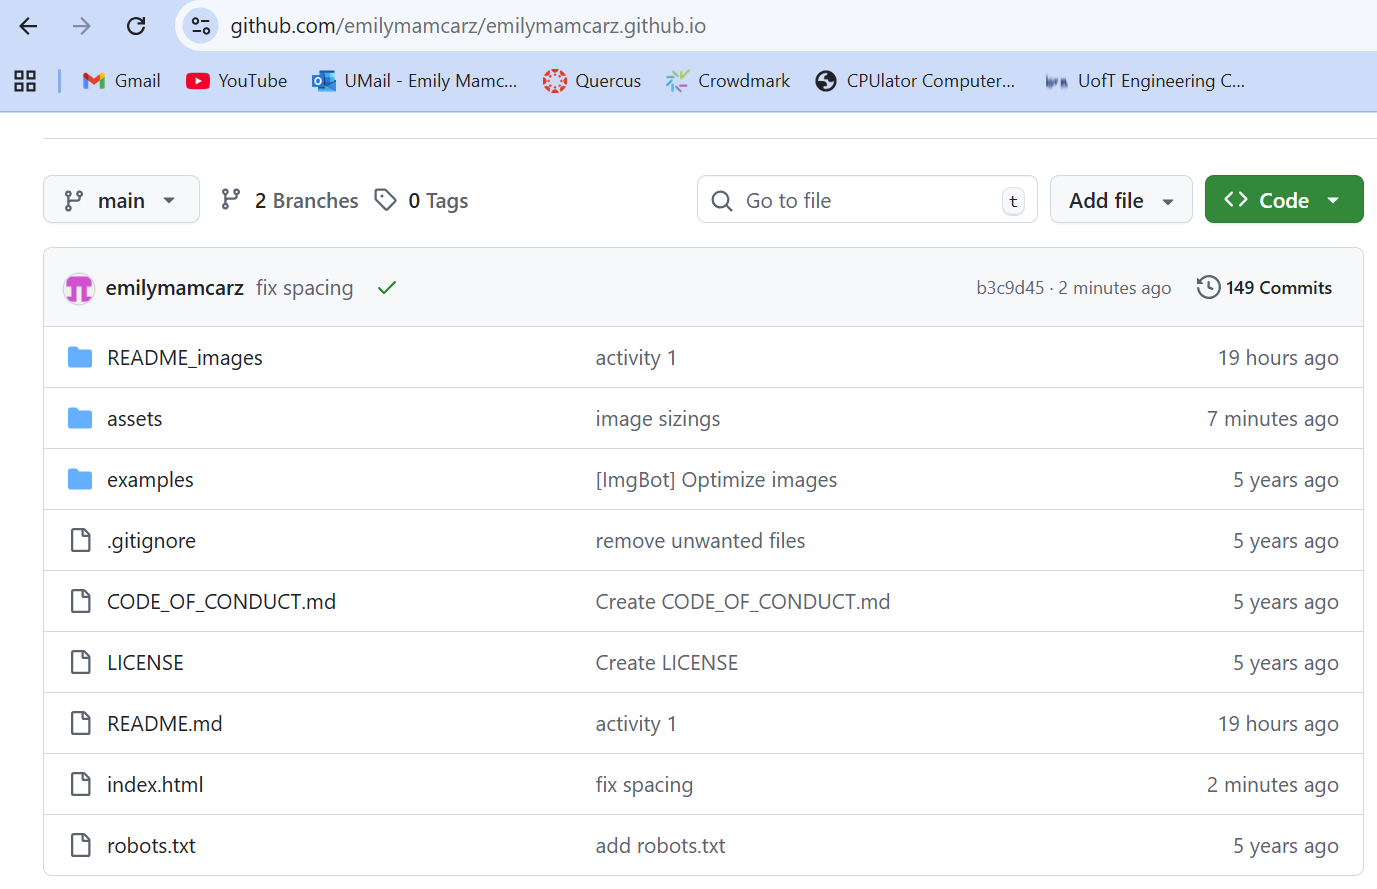 github.com/emilymamcarz/emilymamcarz.github.io
Gmail YouTube UMail - Emily Mamc... Quercus Crowdmark CPUlator Computer... UofT Engineering C...
main 2 Branches 0 Tags Go to file t Add file Code
emilymamcarz fix spacing b3c9d45 · 2 minutes ago 149 Commits
README_images activity 1 19 hours ago
assets image sizings 7 minutes ago
examples [ImgBot] Optimize images 5 years ago
.gitignore remove unwanted files 5 years ago
CODE_OF_CONDUCT.md Create CODE_OF_CONDUCT.md 5 years ago
LICENSE Create LICENSE 5 years ago
README.md activity 1 19 hours ago
index.html fix spacing 2 minutes ago
robots.txt add robots.txt 5 years ago